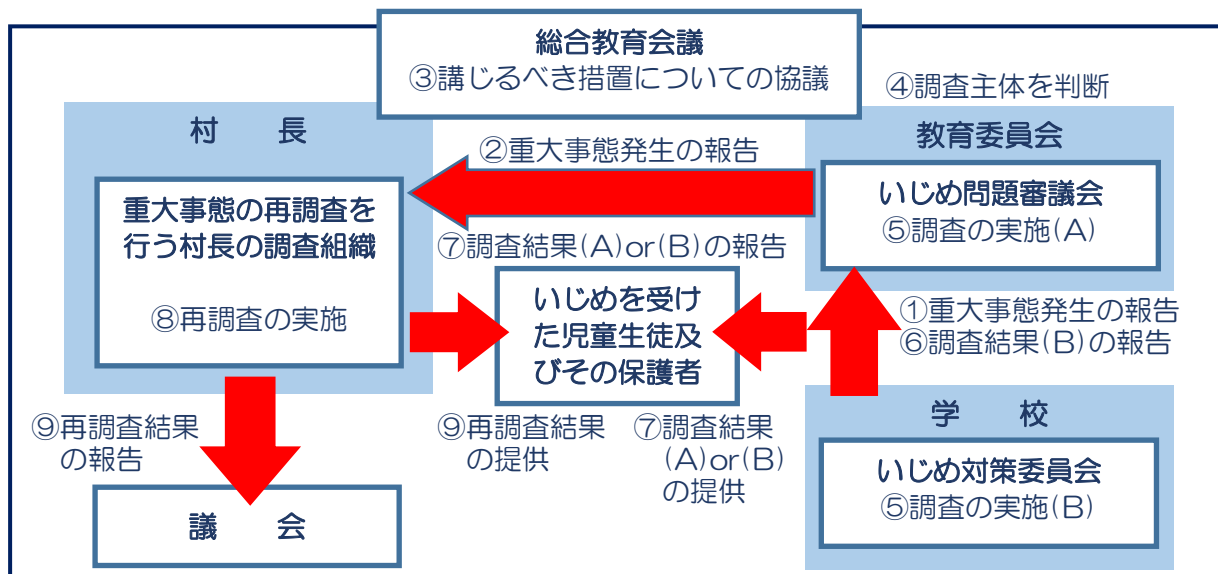 総合教育会議
③講じるべき措置についての協議
④調査主体を判断
村　　長
②重大事態発生の報告
教育委員会
重大事態の再調査を
行う村長の調査組織
⑧再調査の実施
いじめ問題審議会
⑤調査の実施(A)
⑦調査結果(A)or(B)の報告
いじめを受け
た児童生徒及
びその保護者
①重大事態発生の報告
⑥調査結果(B)の報告
⑨再調査結果
の報告
⑨再調査結果
の提供
⑦調査結果
(A)or(B)
の提供
学　　校
いじめ対策委員会
⑤調査の実施(B)
議　　会